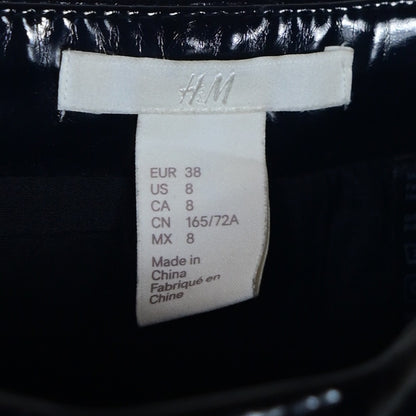 H&M
EUR 38
US 8
CA 8
CN 165/72A
MX 8
Made in
China
Fabriqué en
Chine